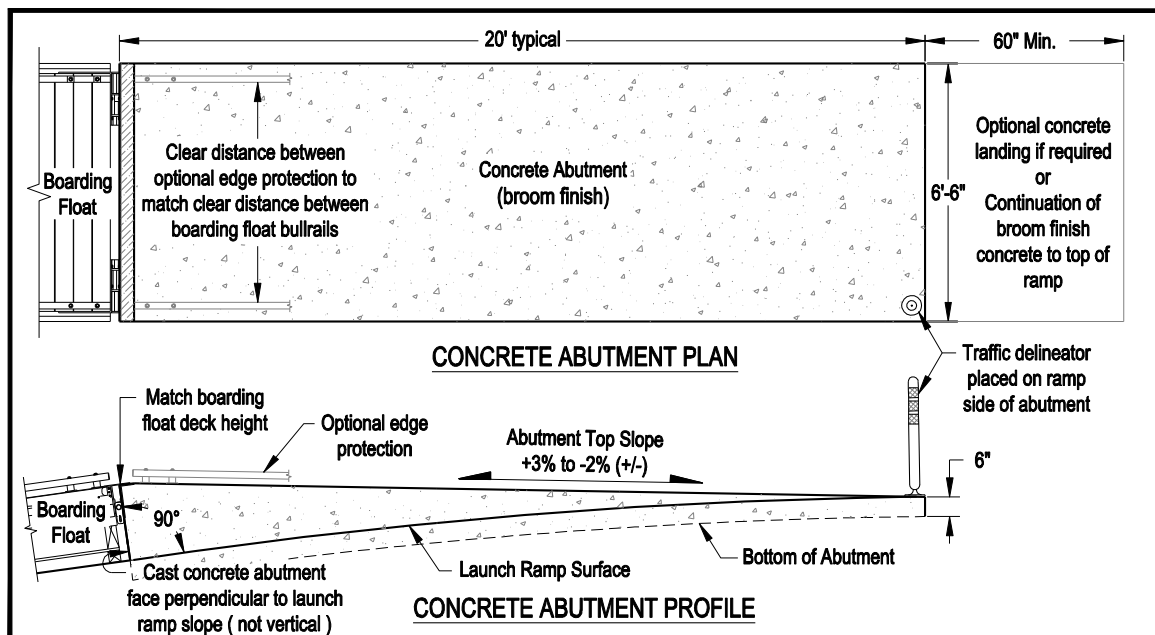 20' typical
60" Min.
Boarding
Float
Clear distance between
optional edge protection to
match clear distance between
boarding float bullrails
Concrete Abutment
(broom finish)
6'-6"
Optional concrete
landing if required
or
Continuation of
broom finish
concrete to top of
ramp
CONCRETE ABUTMENT PLAN
Traffic delineator
placed on ramp
side of abutment
Match boarding
float deck height
Optional edge
protection
Abutment Top Slope
+3% to -2% (+/-)
6"
Boarding
Float
90°
Bottom of Abutment
Launch Ramp Surface
Cast concrete abutment
face perpendicular to launch
ramp slope ( not vertical )
CONCRETE ABUTMENT PROFILE